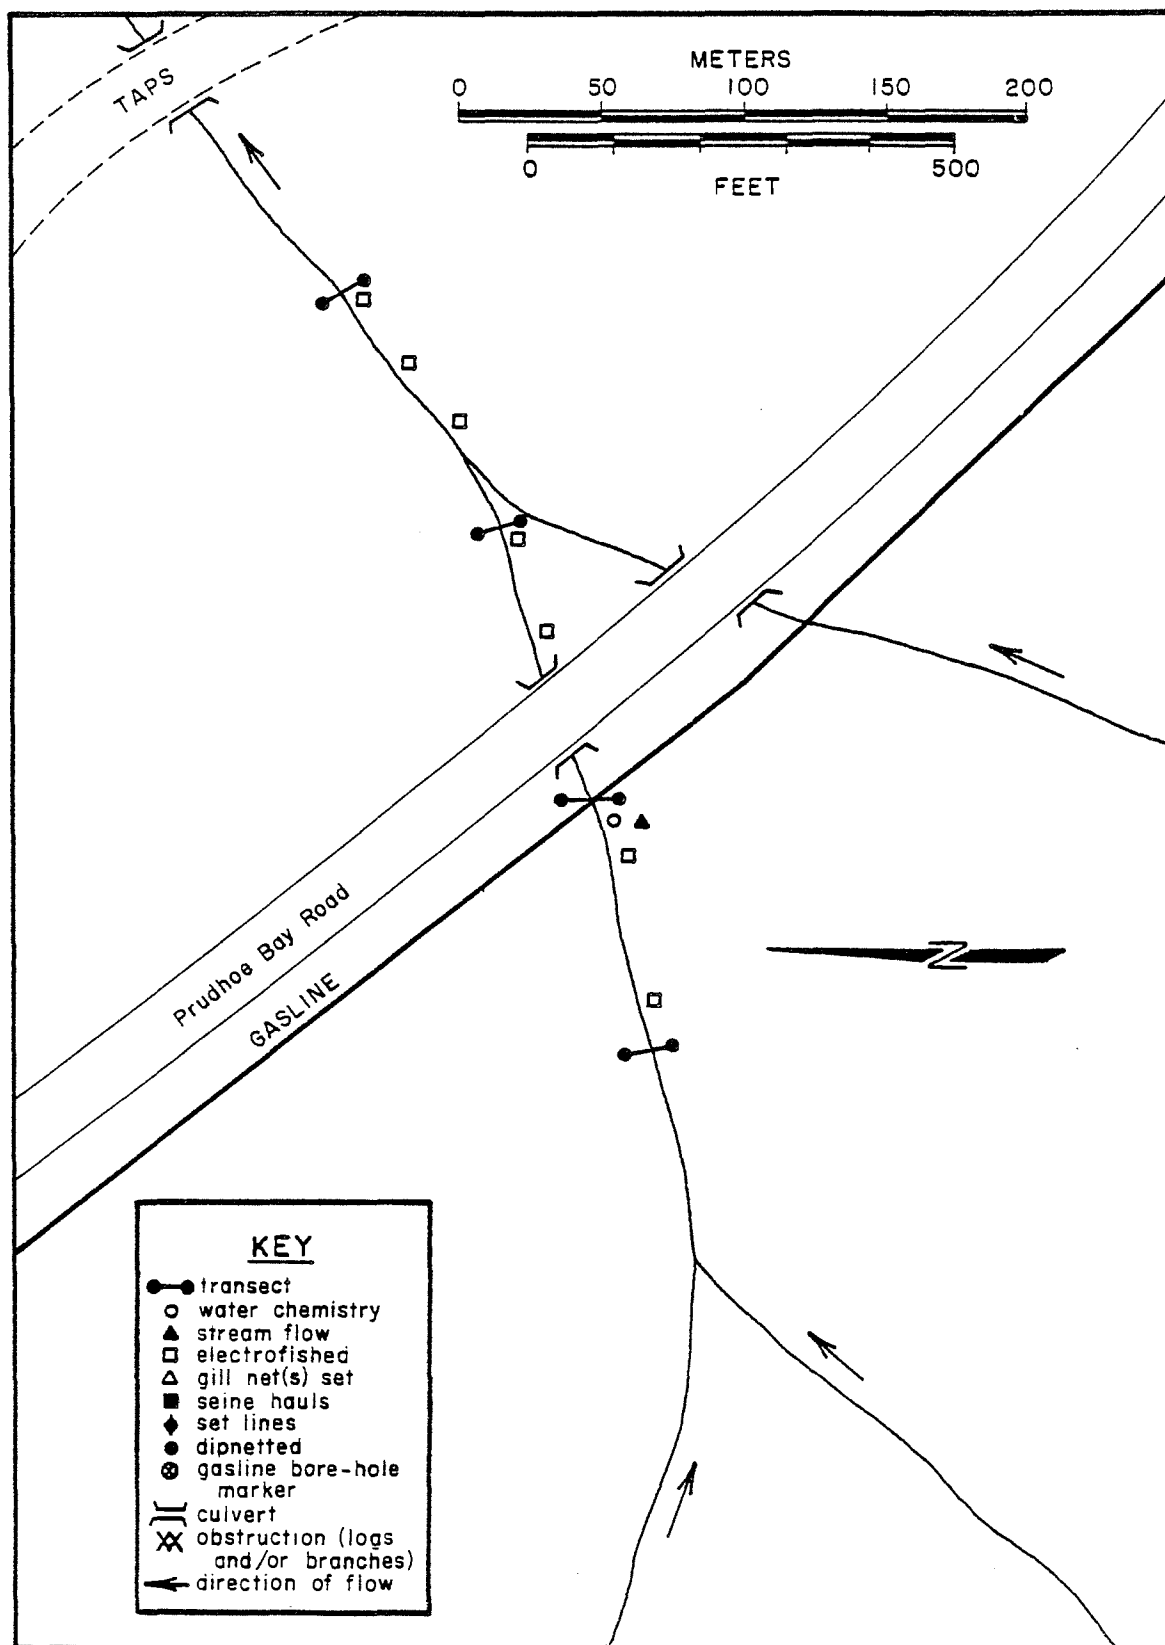 METERS
0 50 100 150 200
0 500
FEET
TAPS
Prudhoe Bay Road
GASLINE
N
KEY
transect
water chemistry
stream flow
electrofished
gill net(s) set
seine hauls
set lines
dipnetted
gasline bore-hole
marker
culvert
obstruction (logs
and/or branches)
direction of flow